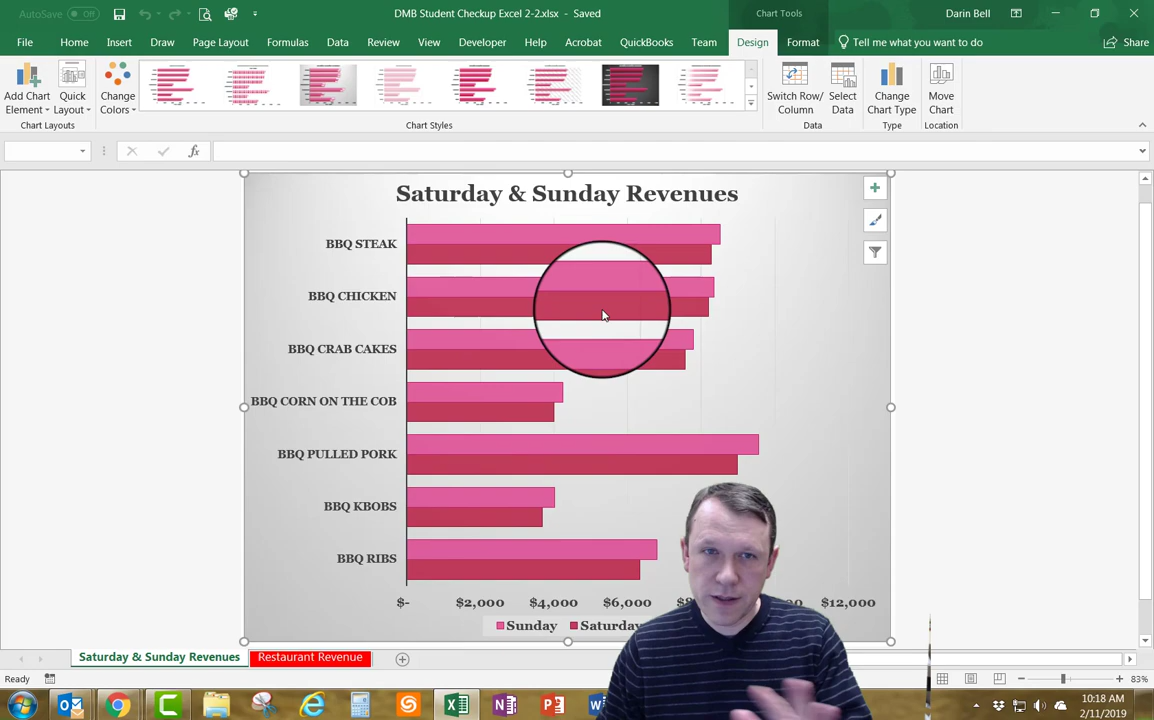 AutoSave Off
DMB Student Checkup Excel 2-2.xlsx - Saved
Chart Tools
Darin Bell
File Home Insert Draw Page Layout Formulas Data Review View Developer Help Acrobat QuickBooks Team Design Format Tell me what you want to do Share
Add Chart Element
Quick Layout
Change Colors
Switch Row/ Column
Select Data
Change Chart Type
Move Chart
Chart Layouts
Chart Styles
Data
Type
Location
fx
Saturday & Sunday Revenues
BBQ STEAK
BBQ CHICKEN
BBQ CRAB CAKES
BBQ CORN ON THE COB
BBQ PULLED PORK
BBQ KBOBS
BBQ RIBS
$- $2,000 $4,000 $6,000 $12,000
Sunday Saturday
Saturday & Sunday Revenues Restaurant Revenue
Ready
83%
10:18 AM
2/11/2019